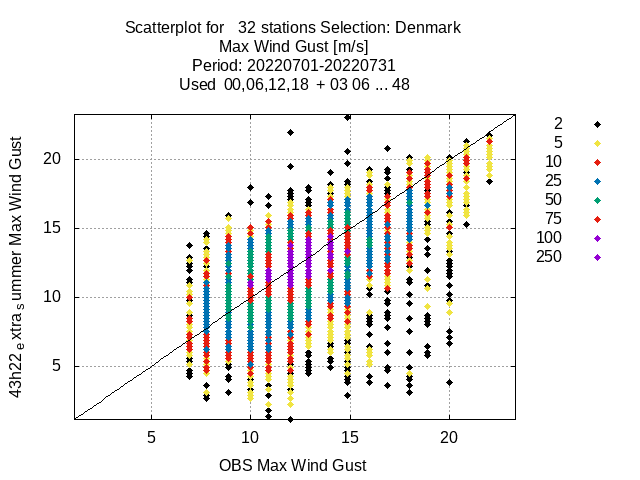 Scatterplot for   32 stations Selection: Denmark
Max Wind Gust [m/s]
Period: 20220701-20220731
Used  00,06,12,18  + 03 06 ... 48
43h22 e xtra s ummer Max Wind Gust
20
15
10
5
5
10
15
20
OBS Max Wind Gust
2
5
10
25
50
75
100
250